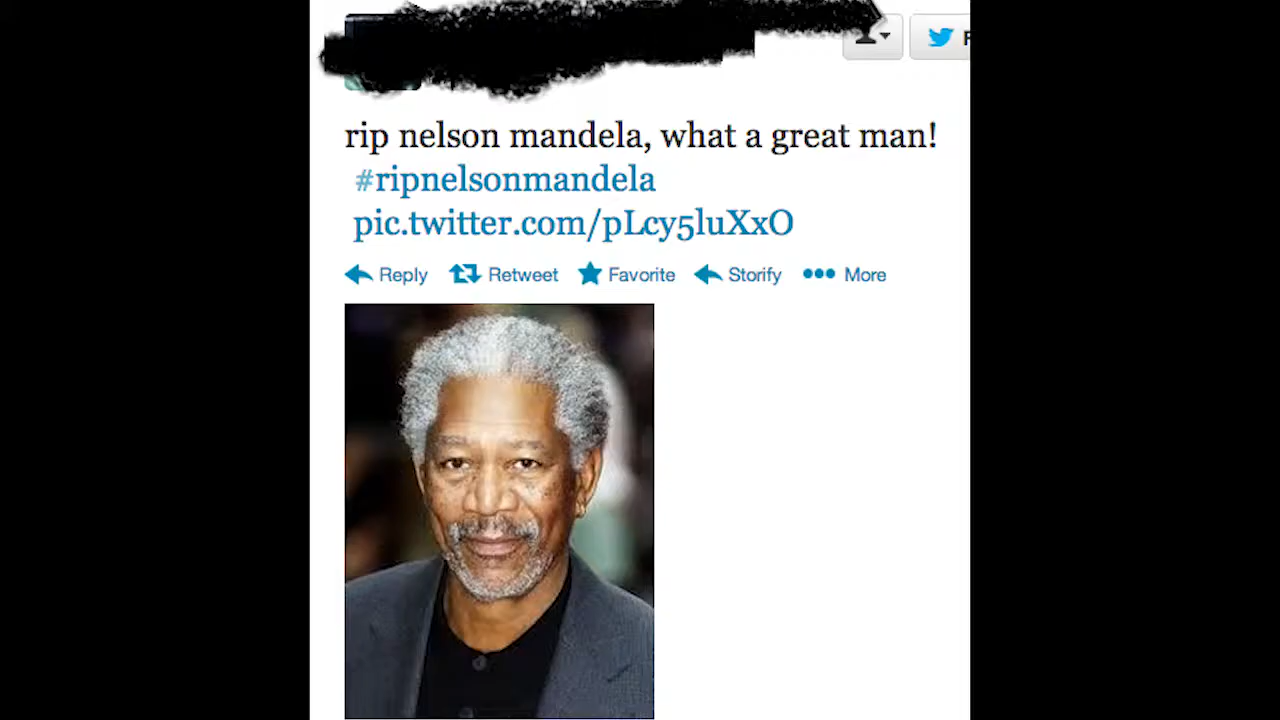 rip nelson mandela, what a great man!
#ripnelsonmandela
pic.twitter.com/pLcy5luXxO
Reply Retweet Favorite Storify More